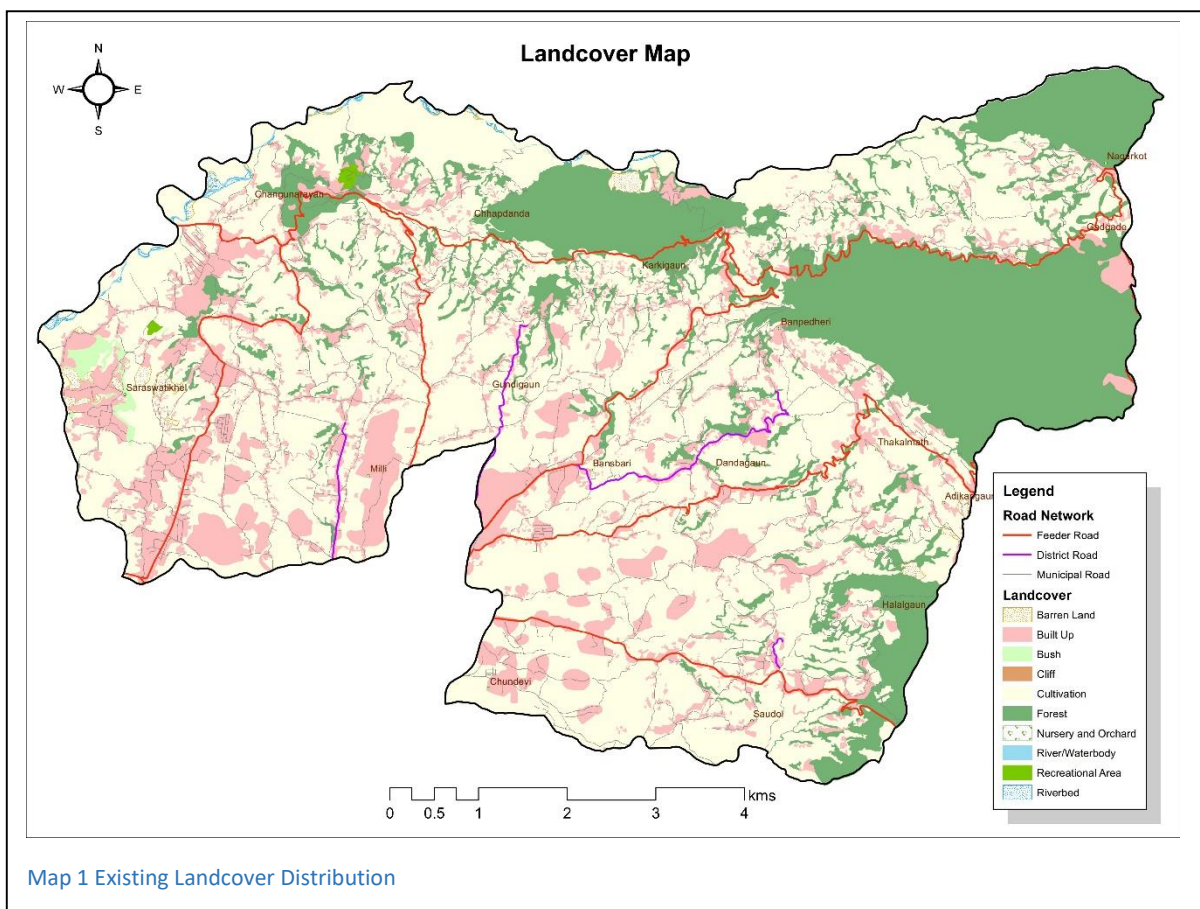 Landcover Map
N
W E
S
Nagarkot
Changunarayan
Chhapdanda
Gadgade
Karkigaun
Banpedheri
Saraswatikhel
Gundigaun
Thakalmath
Milli
Bansbari
Dandagaun
Adikarigaun
Halalgaun
Chundevi
Saudol
Legend
Road Network
Feeder Road
District Road
Municipal Road
Landcover
Barren Land
Built Up
Bush
Cliff
Cultivation
Forest
Nursery and Orchard
River/Waterbody
Recreational Area
Riverbed
kms
0 0.5 1 2 3 4
Map 1 Existing Landcover Distribution